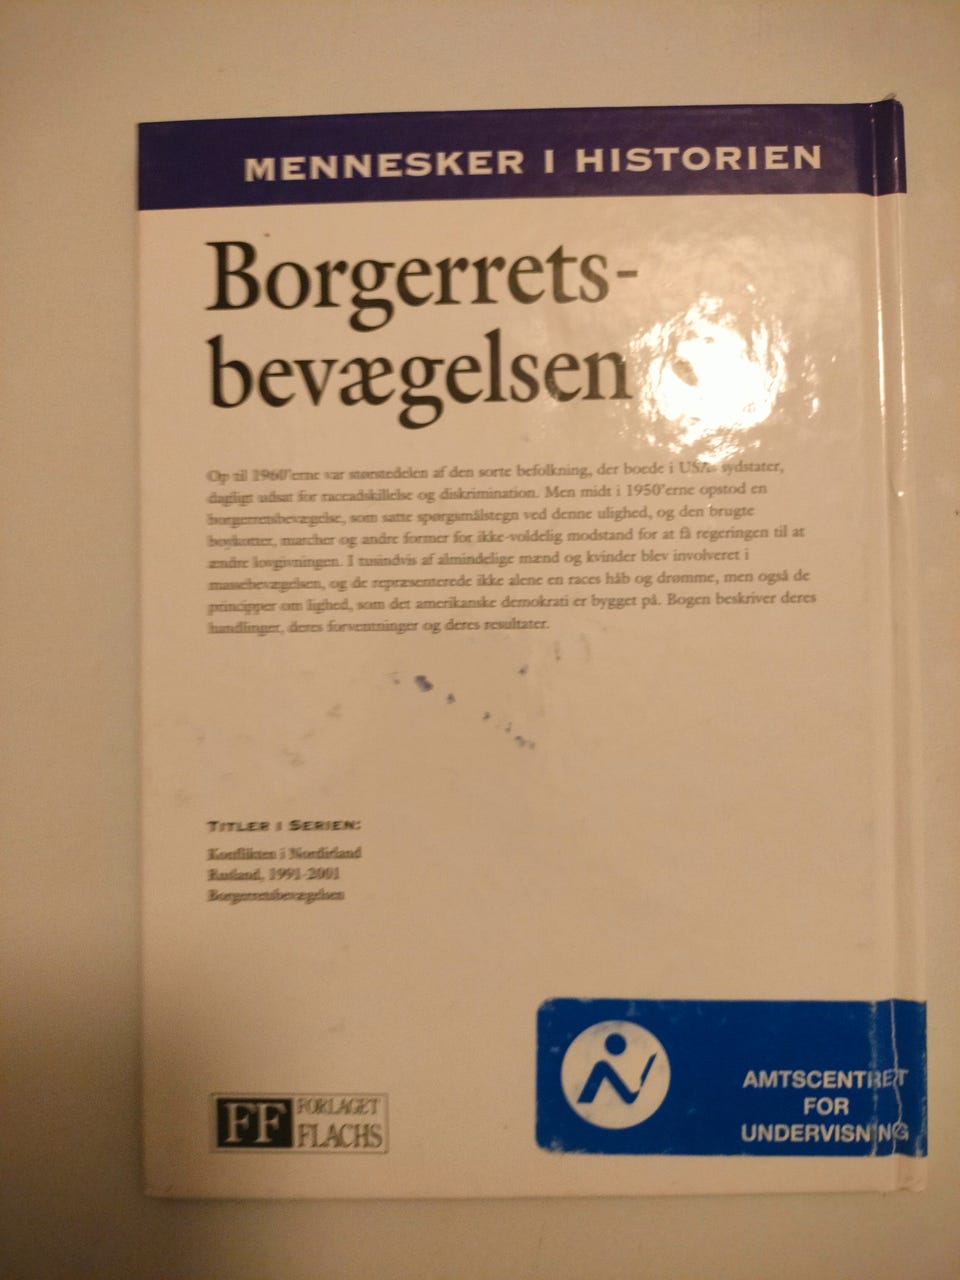 MENNESKER I HISTORIEN
Borgerrets-
bevægelsen
Op til 1960'erne var størstedelen af den sorte befolkning, der boede i USA's sydstater,
dagligt udsat for raceadskillelse og diskrimination. Men midt i 1950'erne opstod en
borgerretsbevægelse, som satte spørgsmålstegn ved denne ulighed, og den brugte
boykotter, marcher og andre former for ikke-voldelig modstand for at få regeringen til at
ændre lovgivningen. I tusindvis af almindelige mænd og kvinder blev involveret i
massebevægelsen, og de repræsenterede ikke alene en races håb og drømme, men også de
principper om lighed, som det amerikanske demokrati er bygget på. Bogen beskriver deres
handlinger, deres forventninger og deres resultater.
TITLER I SERIEN:
Konflikten i Nordirland
Rusland, 1991-2001
Borgerretsbevægelsen
FF FORLAGET
FLACHS
AMTSCENTRET
FOR
UNDERVISNING